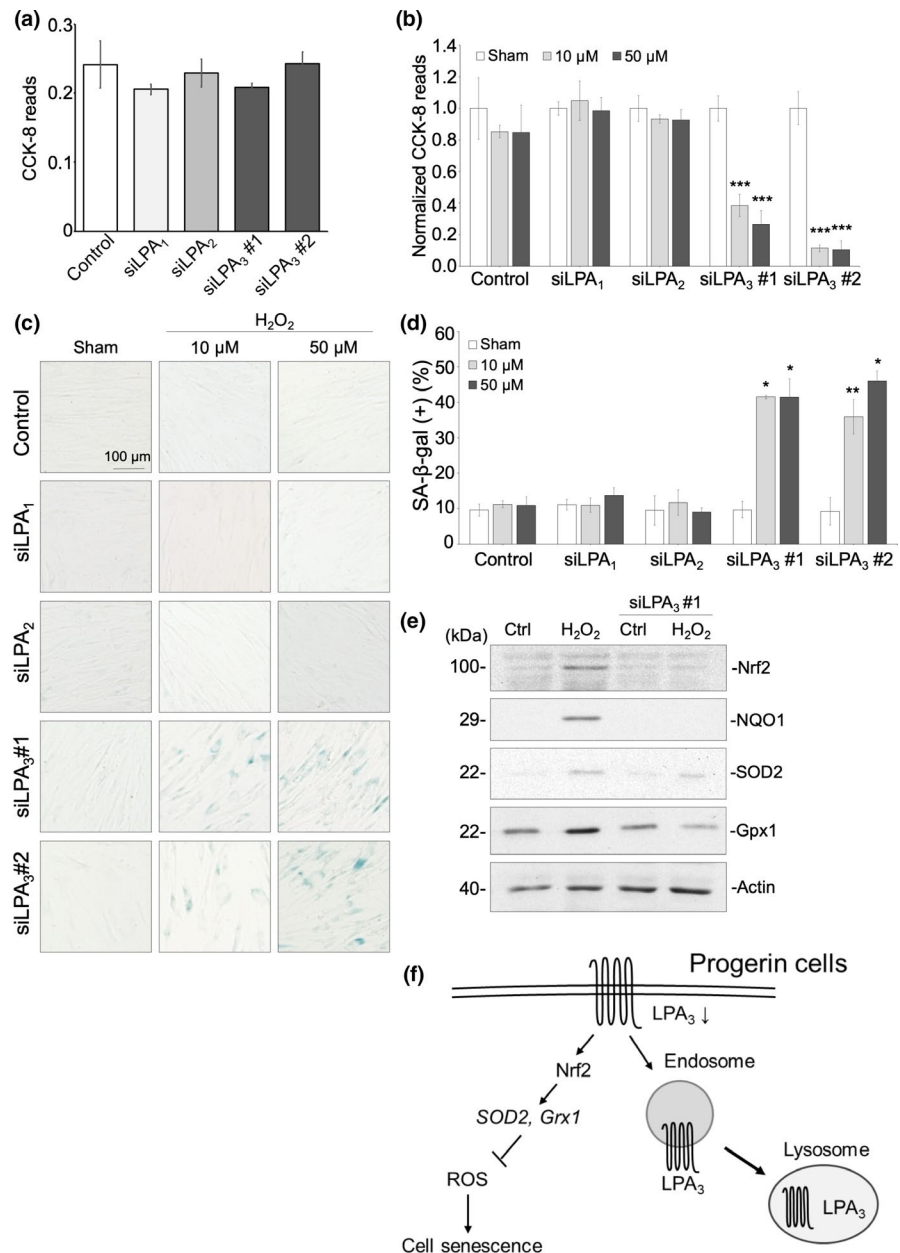 (a)
0.3
0.2
0.1
0
CCK-8 reads
Control
siLPA₁
siLPA₂
siLPA₃ #1
siLPA₃ #2
(b)
1.4
1.2
1.0
0.8
0.6
0.4
0.2
0.0
Normalized CCK-8 reads
Sham 10 μM 50 μM
*** ***
*** ***
Control siLPA₁ siLPA₂ siLPA₃ #1 siLPA₃ #2
(c)
H₂O₂
Sham 10 μM 50 μM
Control
100 μm
siLPA₁
siLPA₂
siLPA₃#1
siLPA₃#2
(d)
60
50
40
30
20
10
0
SA-β-gal (+) (%)
Sham
10 μM
50 μM
* *
** *
Control siLPA₁ siLPA₂ siLPA₃ #1 siLPA₃ #2
(e)
siLPA₃ #1
(kDa) Ctrl H₂O₂ Ctrl H₂O₂
100- -Nrf2
29- -NQO1
22- -SOD2
22- -Gpx1
40- -Actin
(f)
Progerin cells
LPA₃ ↓
Nrf2
Endosome
SOD2, Grx1
LPA₃
ROS
Lysosome
LPA₃
Cell senescence